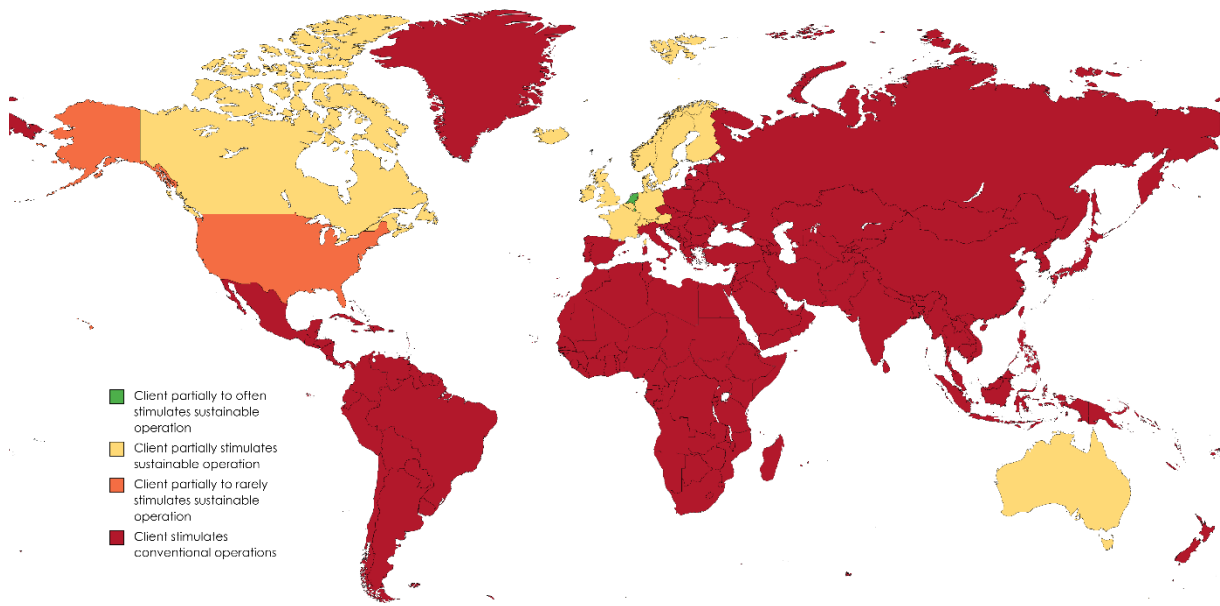 Client partially to often
stimulates sustainable
operation
Client partially stimulates
sustainable operation
Client partially to rarely
stimulates sustainable
operation
Client stimulates
conventional operations